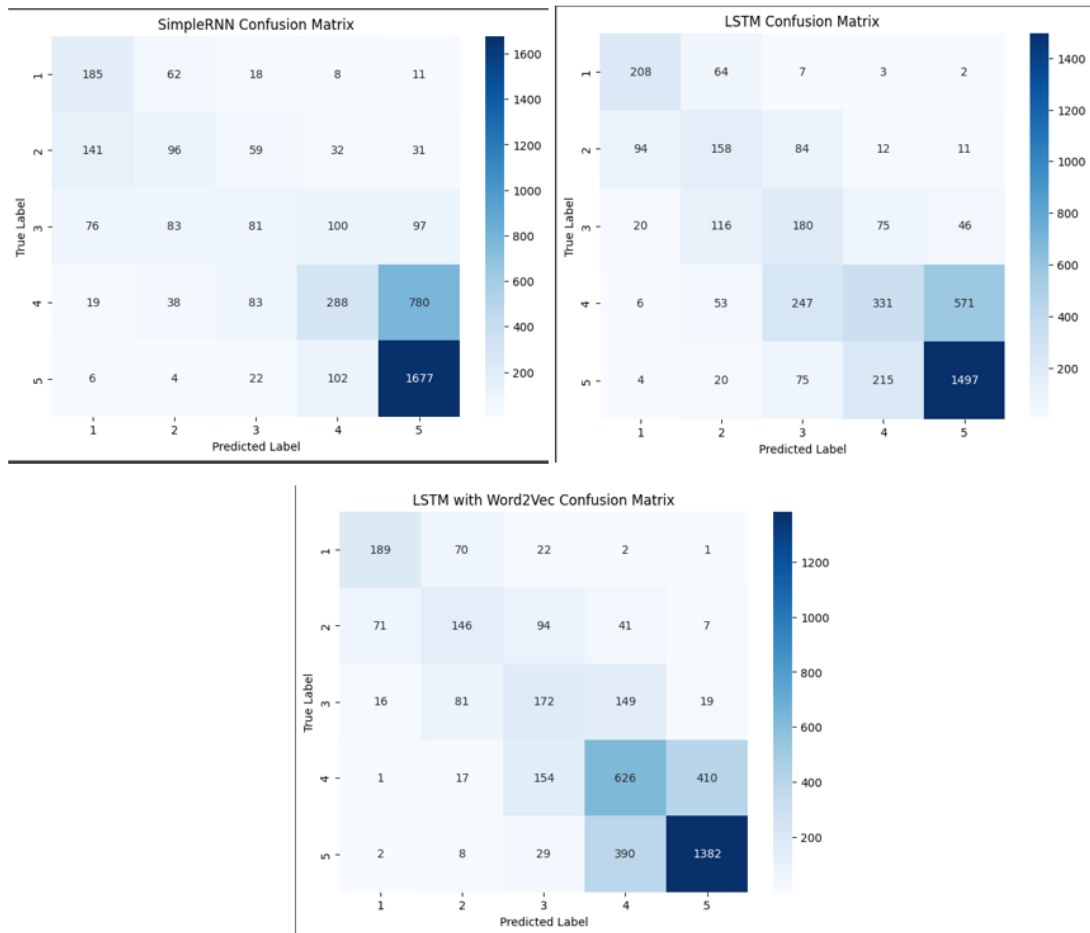 SimpleRNN Confusion Matrix
1 185 62 18 8 11
2 141 96 59 32 31
3 76 83 81 100 97
4 19 38 83 288 780
5 6 4 22 102 1677
1 2 3 4 5
Predicted Label
True Label
1600
1400
1200
1000
800
600
400
200
LSTM Confusion Matrix
1 208 64 7 3 2
2 94 158 84 12 11
3 20 116 180 75 46
4 6 53 247 331 571
5 4 20 75 215 1497
1 2 3 4 5
Predicted Label
True Label
1400
1200
1000
800
600
400
200
LSTM with Word2Vec Confusion Matrix
1 189 70 22 2 1
2 71 146 94 41 7
3 16 81 172 149 19
4 1 17 154 626 410
5 2 8 29 390 1382
1 2 3 4 5
Predicted Label
True Label
1200
1000
800
600
400
200